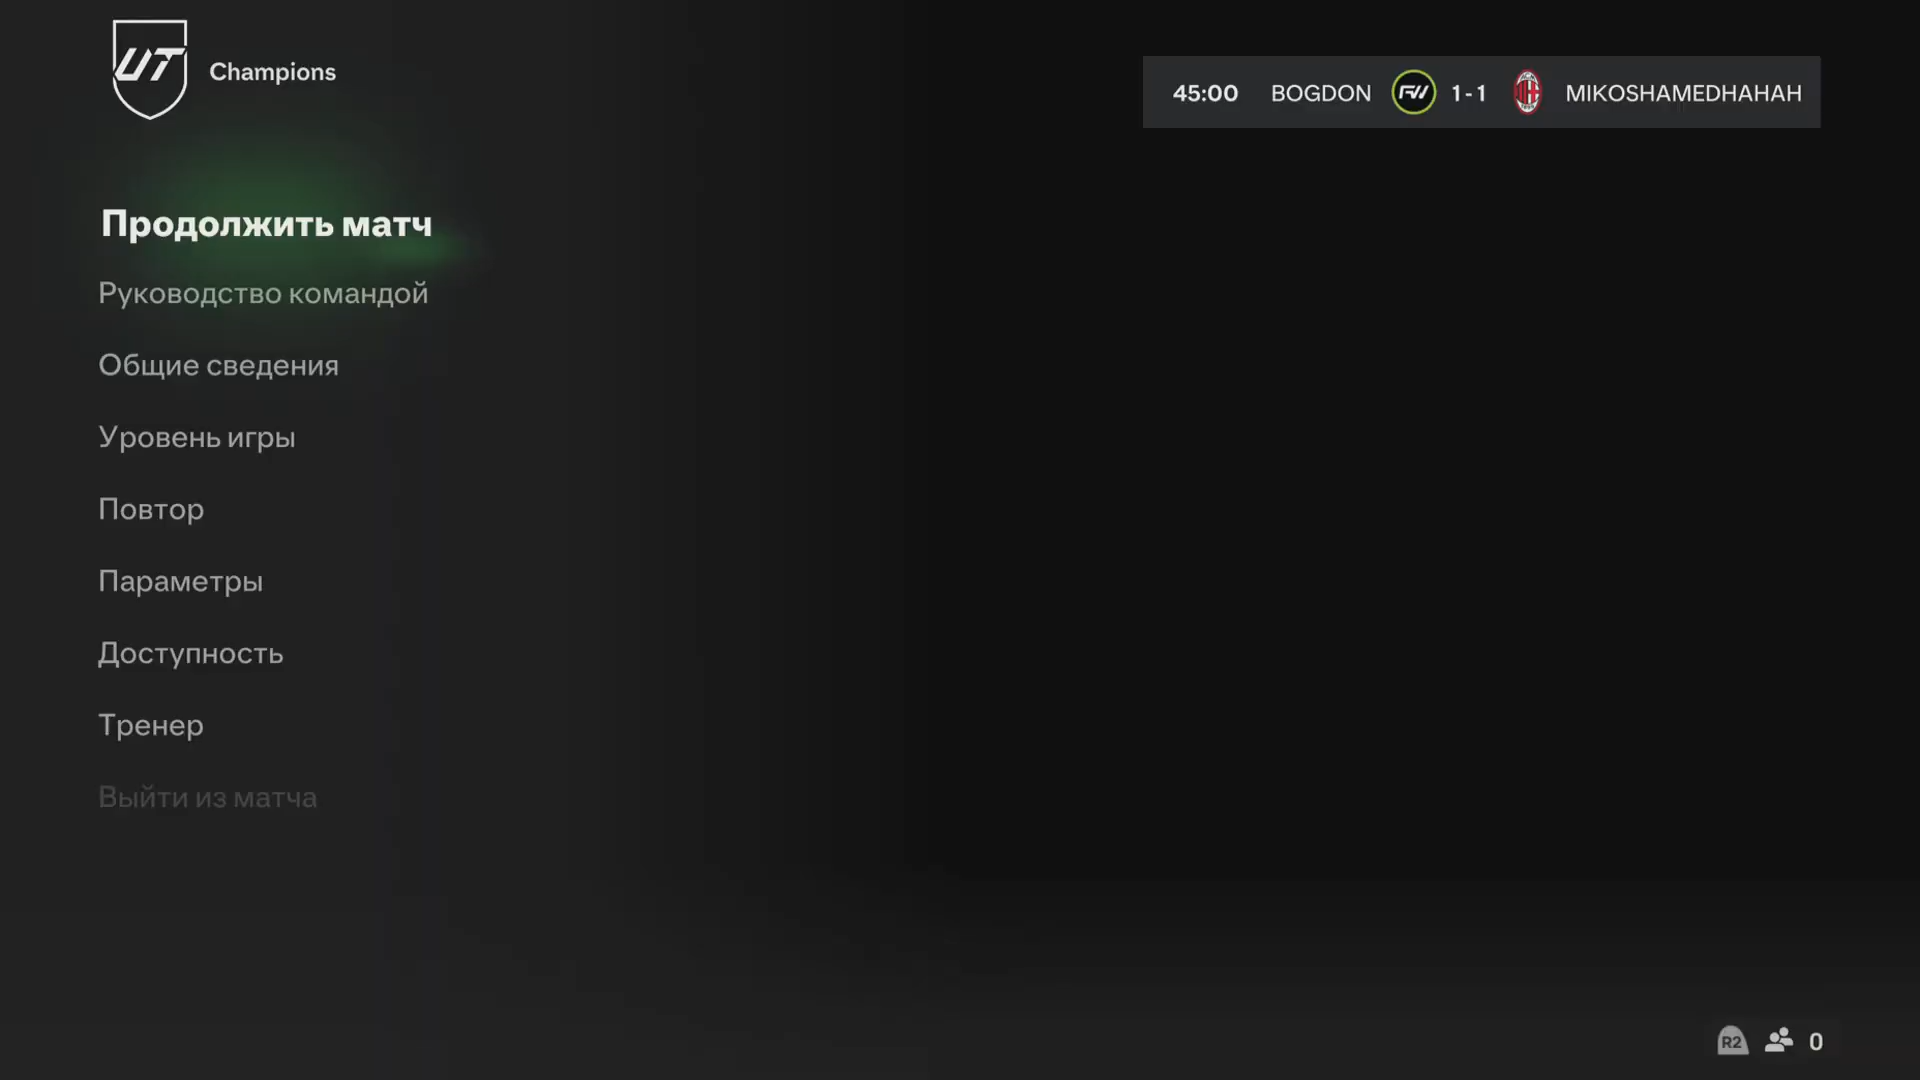 UT
Champions
45:00 BOGDON FW 1-1 MIKOSHAMEDHAHAH
Продолжить матч
Руководство командой
Общие сведения
Уровень игры
Повтор
Параметры
Доступность
Тренер
Выйти из матча
R2 0